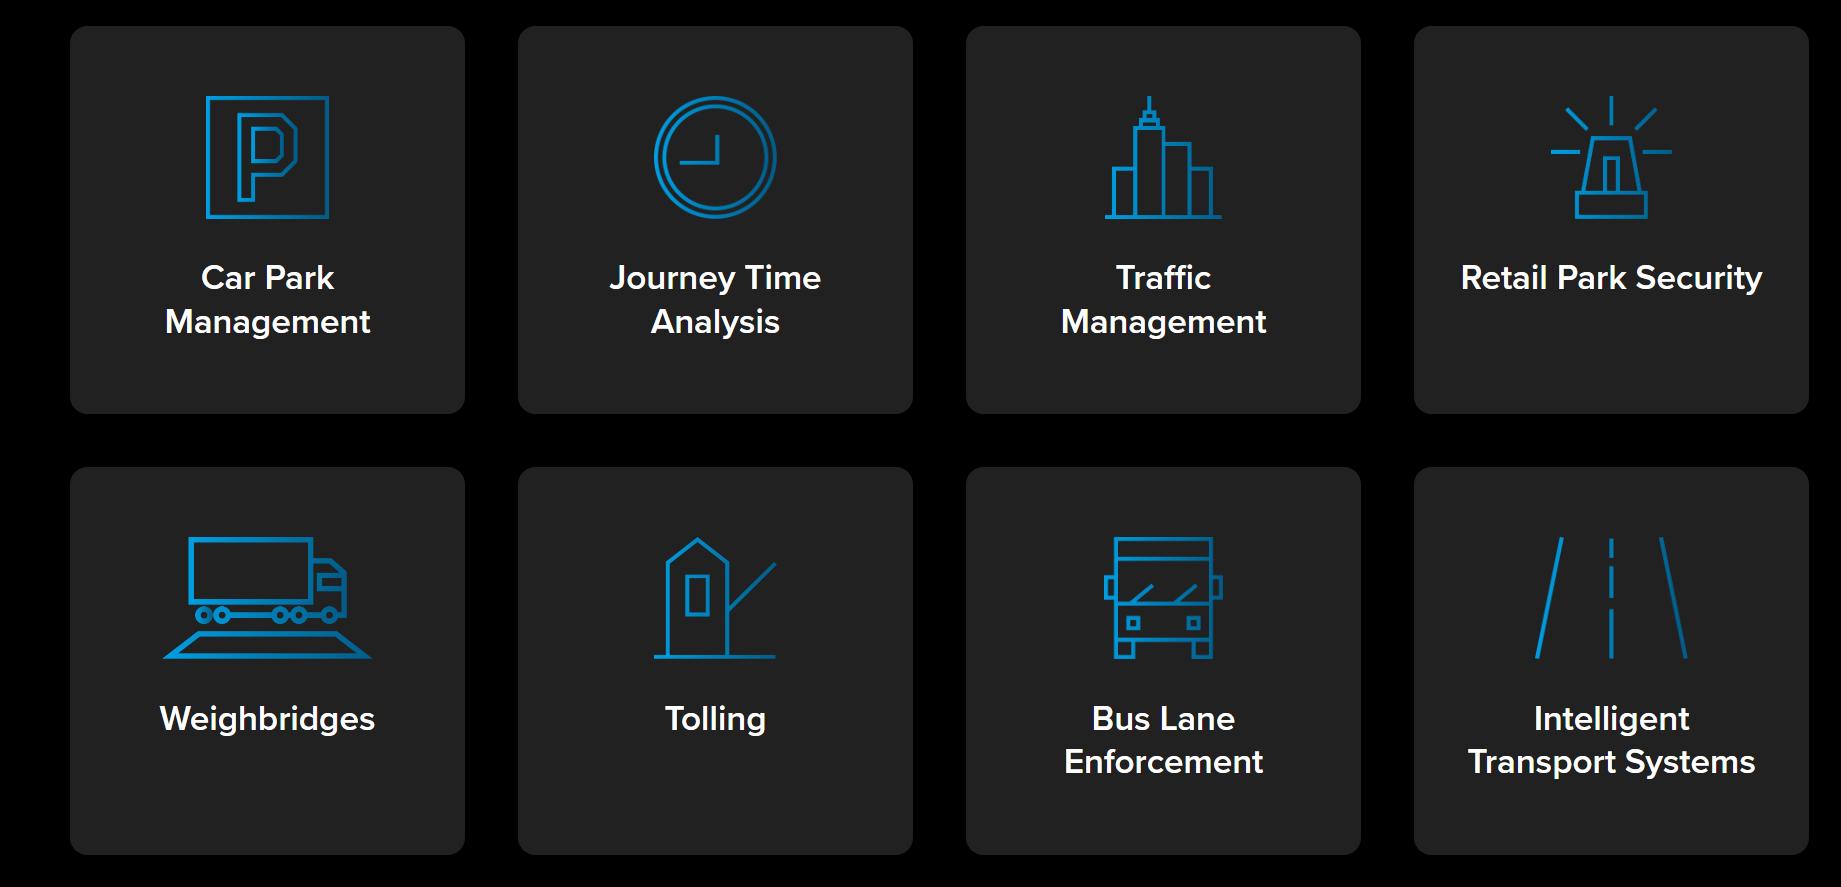 P
Car Park
Management
Journey Time
Analysis
Traffic
Management
Retail Park Security
Weighbridges
Tolling
Bus Lane
Enforcement
Intelligent
Transport Systems